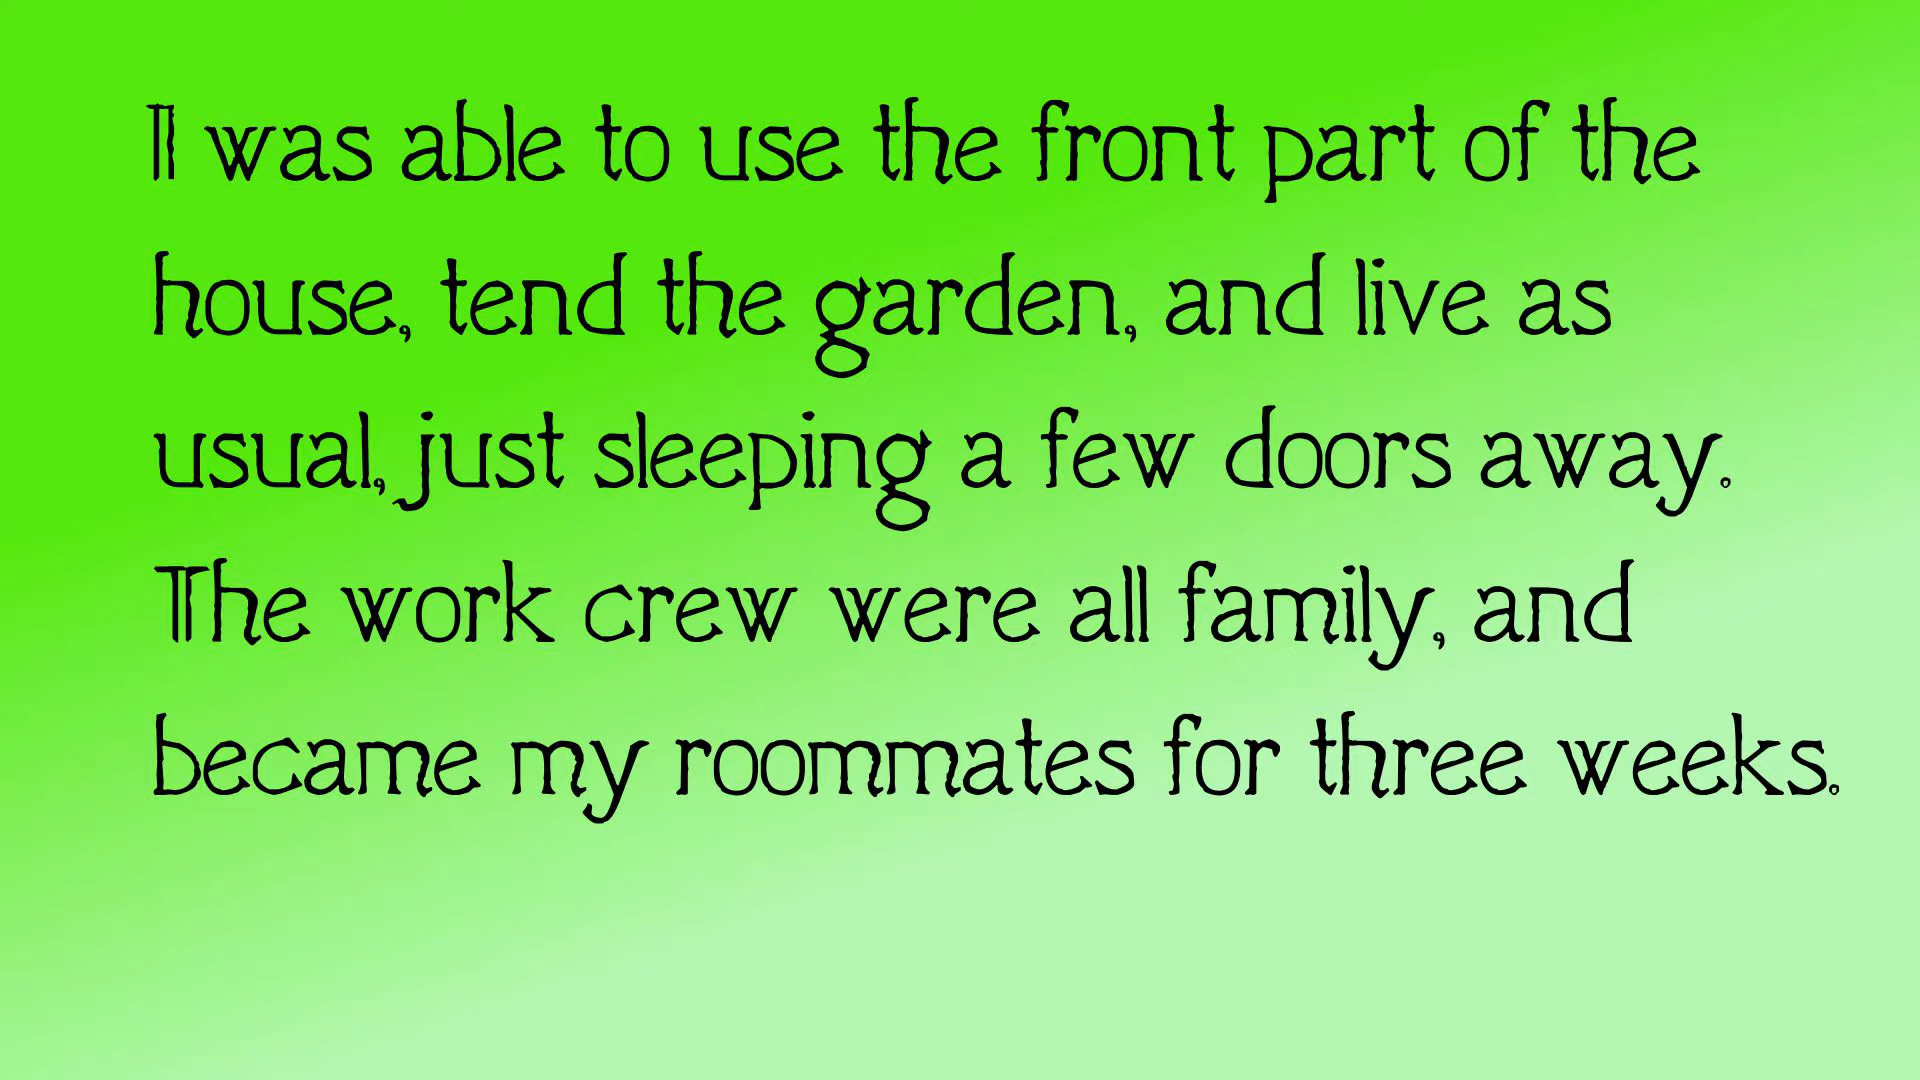 I was able to use the front part of the
house, tend the garden, and live as
usual, just sleeping a few doors away.
The work crew were all family, and
became my roommates for three weeks.